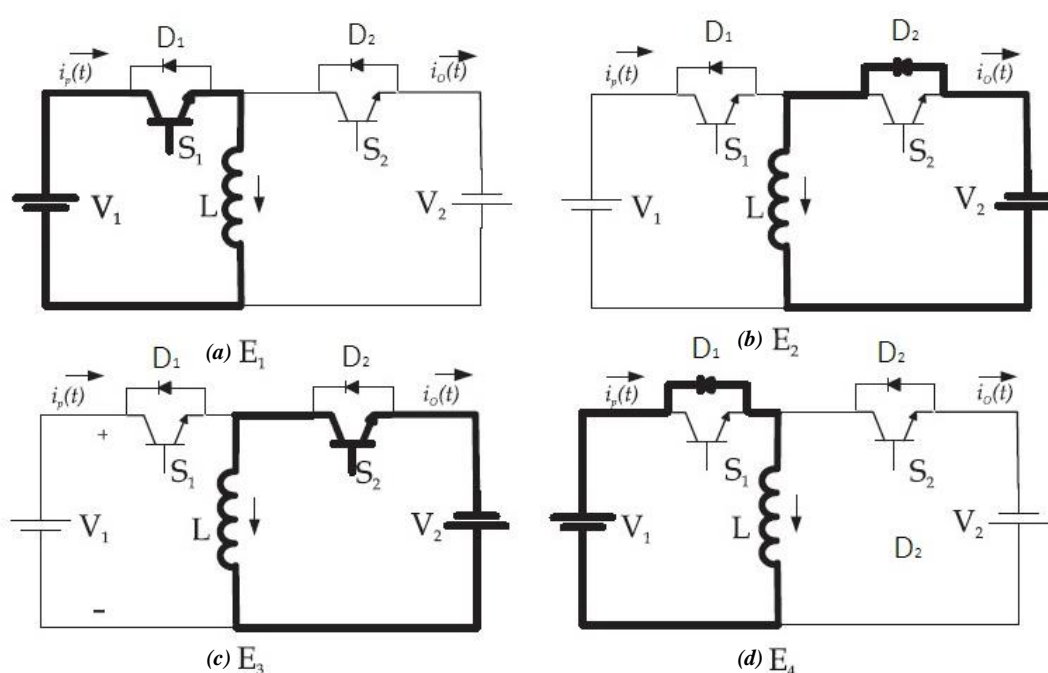 D₁ D₂
iₚ(t) iₒ(t)
S₁ S₂
V₁ L V₂
(a) E₁
D₁ D₂
iₚ(t) iₒ(t)
S₁ S₂
V₁ L V₂
(b) E₂
D₁ D₂
iₚ(t) iₒ(t)
+
S₁ S₂
V₁ L V₂
−
(c) E₃
D₁ D₂
iₚ(t) iₒ(t)
S₁ S₂
V₁ L V₂
D₂
(d) E₄